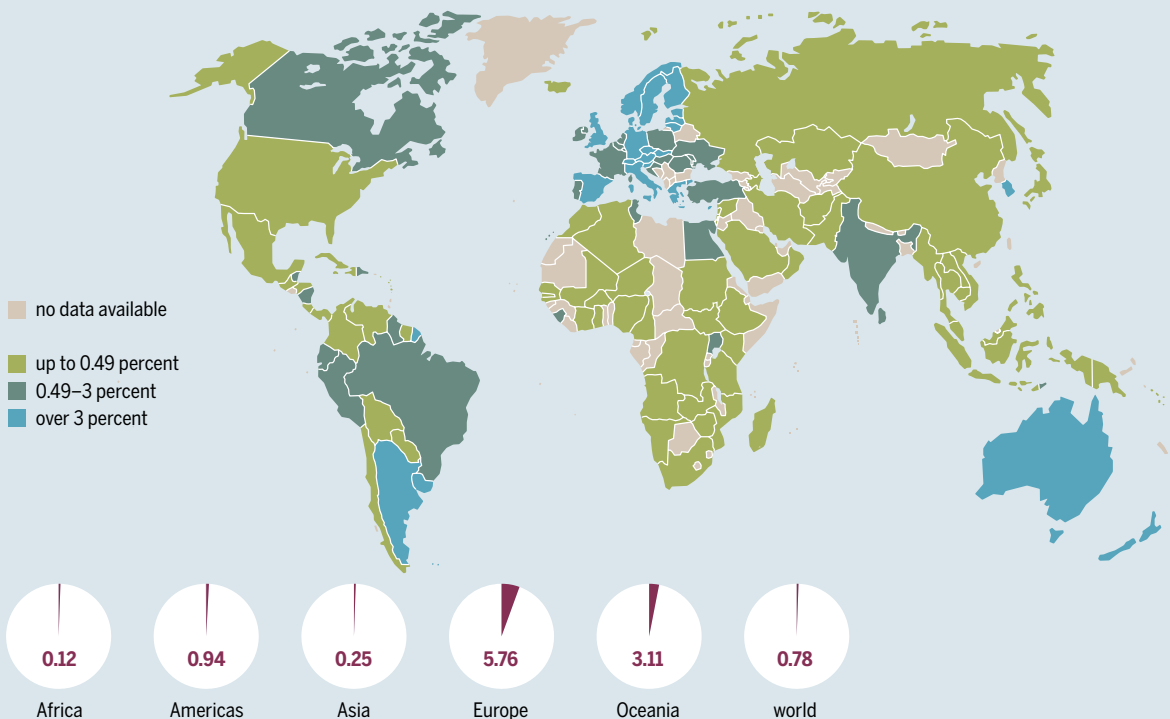 no data available
up to 0.49 percent
0.49–3 percent
over 3 percent
0.12
0.94
0.25
5.76
3.11
0.78
Africa
Americas
Asia
Europe
Oceania
world